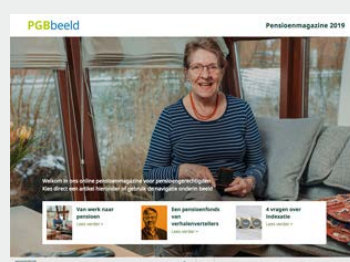 PGBbeeld
Pensioenmagazine 2019
Welkom in ons online pensioenmagazine voor pensioengerechtigden.
Kies direct een artikel hierboven of gebruik de navigatie onderin beeld
Van werk naar
pensioen
Lees verder >
Een pensioenfonds
van
verhalenvertellers
Lees verder >
4 vragen over
indexatie
Lees verder >